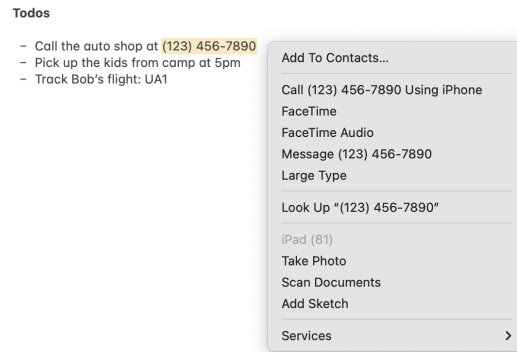 Todos
– Call the auto shop at (123) 456-7890
– Pick up the kids from camp at 5pm
– Track Bob's flight: UA1
Add To Contacts...
Call (123) 456-7890 Using iPhone
FaceTime
FaceTime Audio
Message (123) 456-7890
Large Type
Look Up “(123) 456-7890”
iPad (81)
Take Photo
Scan Documents
Add Sketch
Services